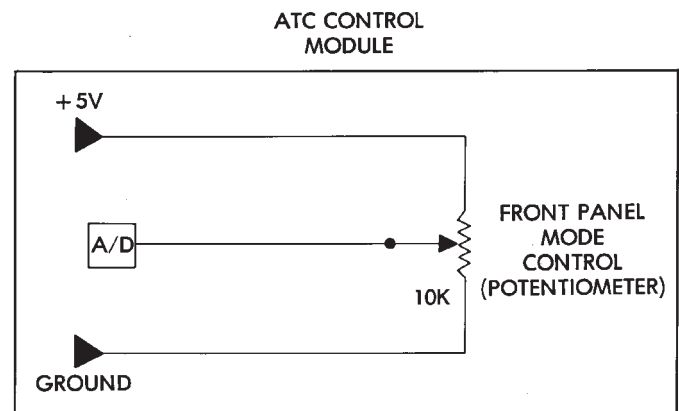 ATC CONTROL
MODULE
+5V
A/D
FRONT PANEL
MODE
CONTROL
(POTENTIOMETER)
10K
GROUND